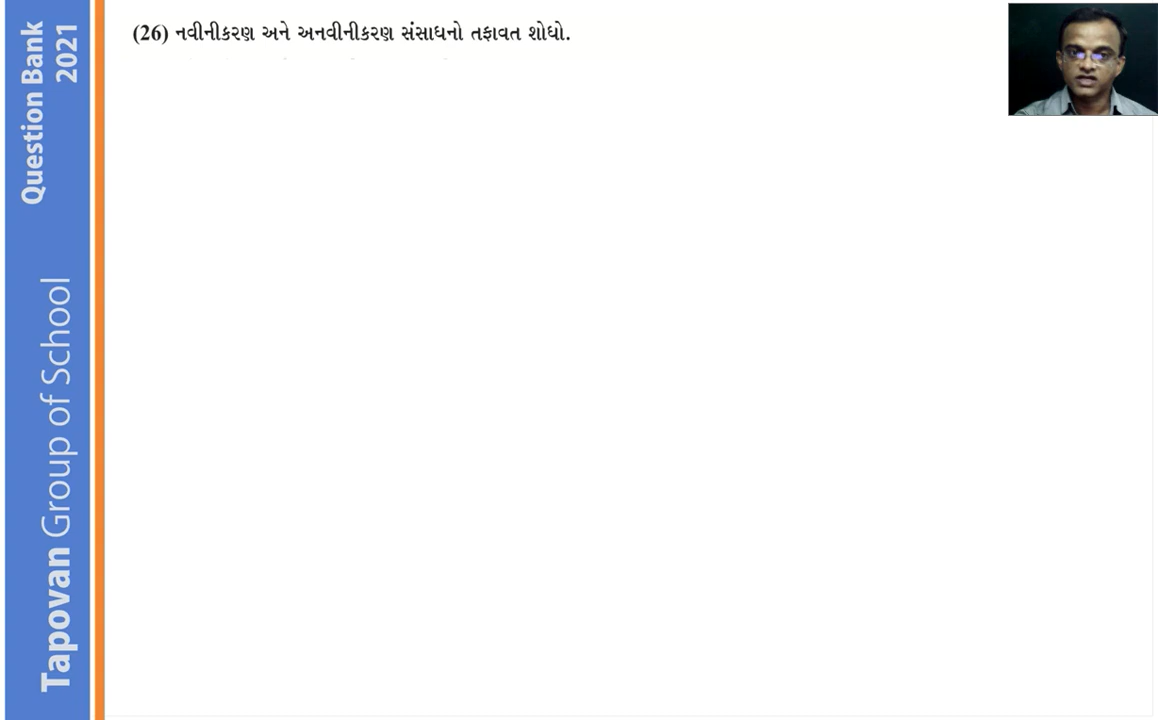 (26) નવીનીકરણ અને અનવીનીકરણ સંસાધનો તફાવત શોધો.
Question Bank
2021
Tapovan Group of School